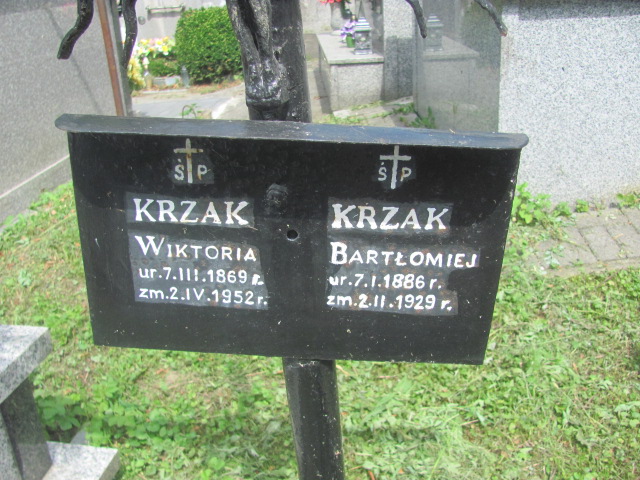 Ś P
KRZAK
WIKTORIA
ur.7.III.1869 r.
zm.2.IV.1952 r.
Ś P
KRZAK
BARTŁOMIEJ
ur.7.I.1886 r.
zm.2.II.1929 r.